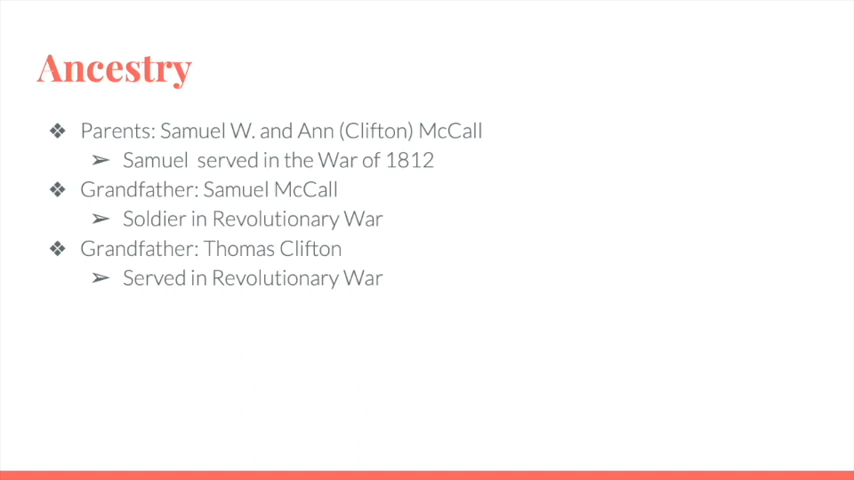 Ancestry
❖ Parents: Samuel W. and Ann (Clifton) McCall
➢ Samuel served in the War of 1812
❖ Grandfather: Samuel McCall
➢ Soldier in Revolutionary War
❖ Grandfather: Thomas Clifton
➢ Served in Revolutionary War